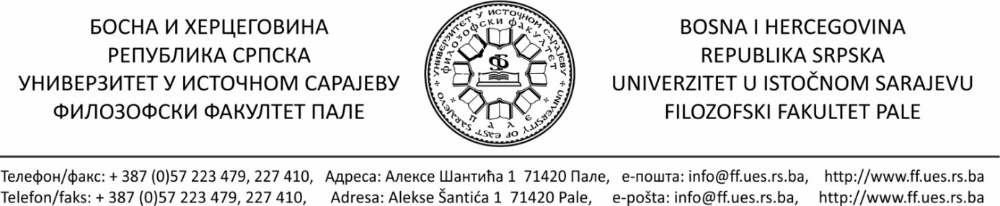 БОСНА И ХЕРЦЕГОВИНА
РЕПУБЛИКА СРПСКА
УНИВЕРЗИТЕТ У ИСТОЧНОМ САРАЈЕВУ
ФИЛОЗОФСКИ ФАКУЛТЕТ ПАЛЕ
УНИВЕРЗИТЕТ У ИСТОЧНОМ САРАЈЕВУ
UNIVERSITY OF EAST SARAJEVO
ФИЛОЗОФСКИ ФАКУЛТЕТ
ПАЛЕ
BOSNA I HERCEGOVINA
REPUBLIKA SRPSKA
UNIVERZITET U ISTOČNOM SARAJEVU
FILOZOFSKI FAKULTET PALE
Телефон/факс: + 387 (0)57 223 479, 227 410, Адреса: Алексе Шантића 1 71420 Пале, е-пошта: info@ff.ues.rs.ba, http://www.ff.ues.rs.ba
Telefon/faks: + 387 (0)57 223 479, 227 410, Adresa: Alekse Šantića 1 71420 Pale, e-pošta: info@ff.ues.rs.ba, http://www.ff.ues.rs.ba